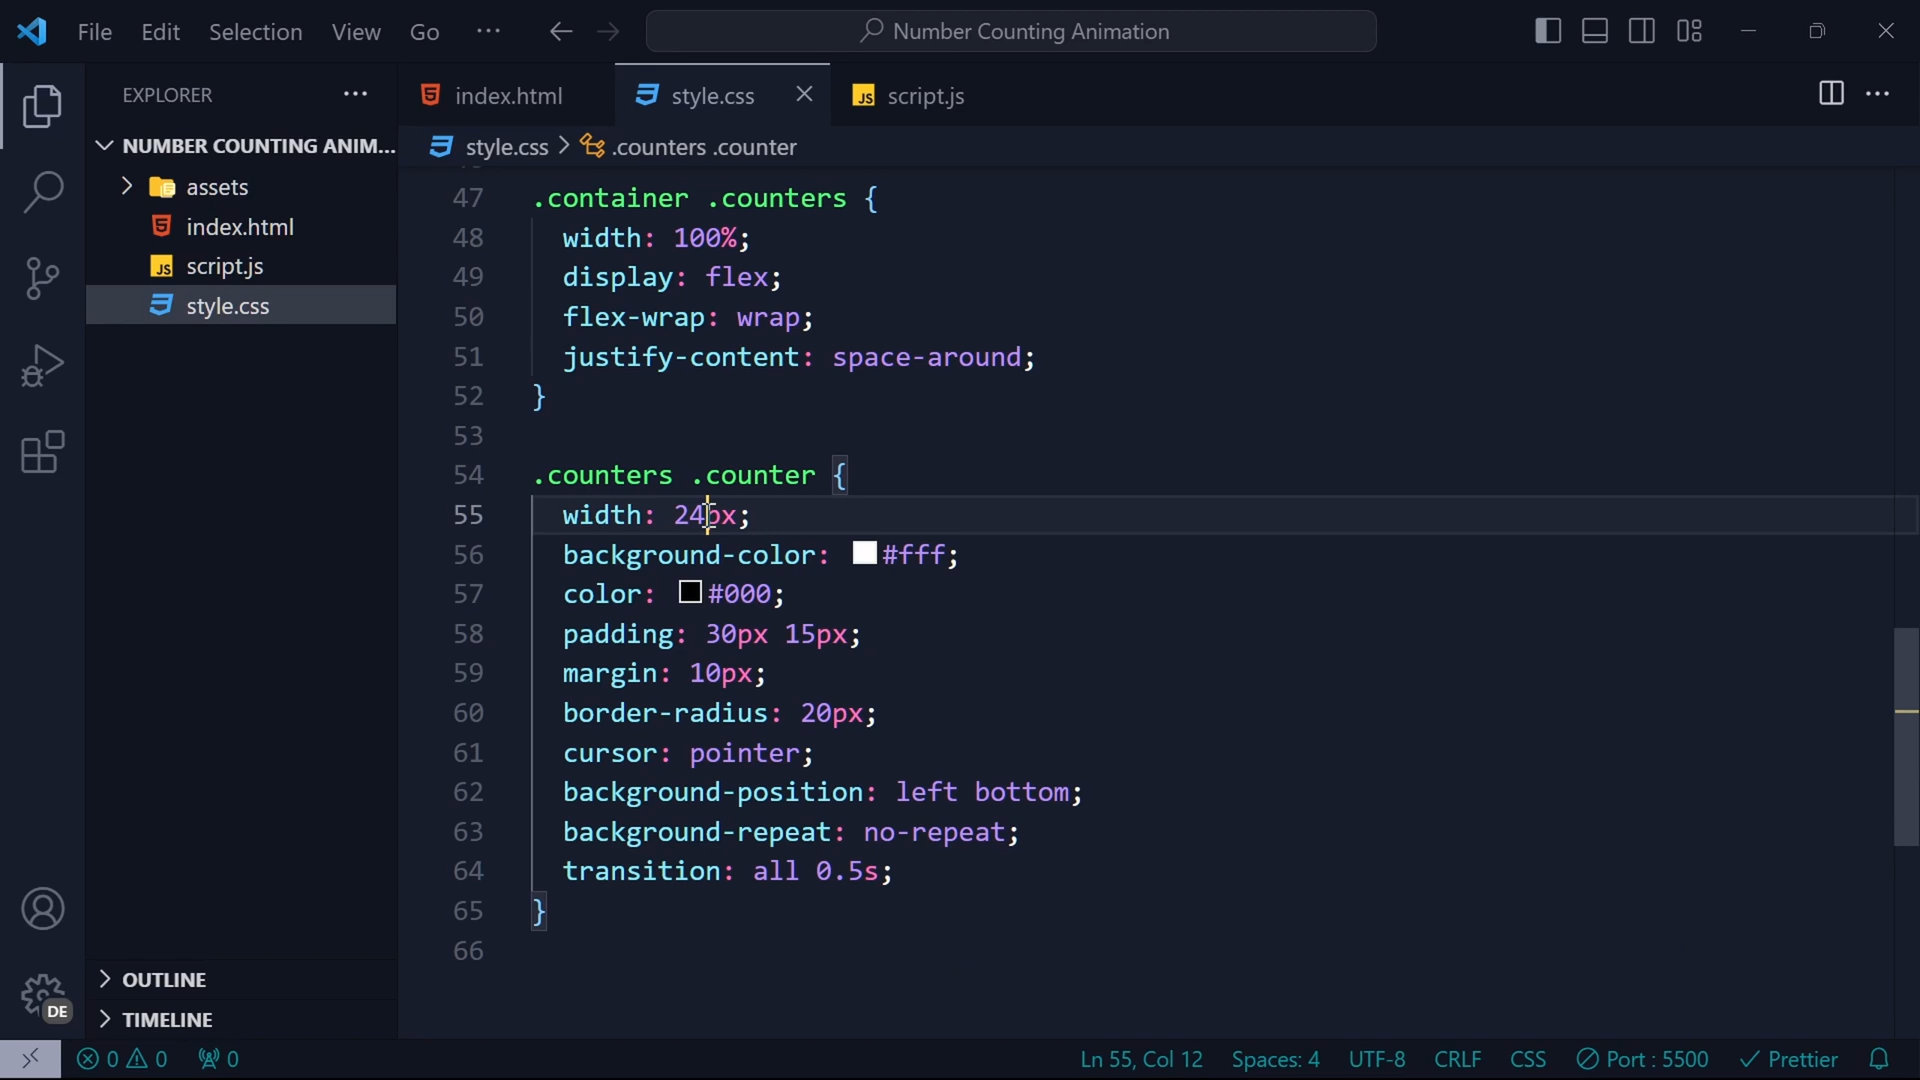 File Edit Selection View Go ··· Number Counting Animation
EXPLORER ···
NUMBER COUNTING ANIM...
assets
index.html
script.js
style.css
OUTLINE
TIMELINE
DE
index.html style.css script.js ···
style.css > .counters .counter
47 .container .counters {
48 width: 100%;
49 display: flex;
50 flex-wrap: wrap;
51 justify-content: space-around;
52 }
53
54 .counters .counter {
55 width: 24px;
56 background-color: #fff;
57 color: #000;
58 padding: 30px 15px;
59 margin: 10px;
60 border-radius: 20px;
61 cursor: pointer;
62 background-position: left bottom;
63 background-repeat: no-repeat;
64 transition: all 0.5s;
65 }
66
0 0 0 Ln 55, Col 12 Spaces: 4 UTF-8 CRLF CSS Port : 5500 Prettier